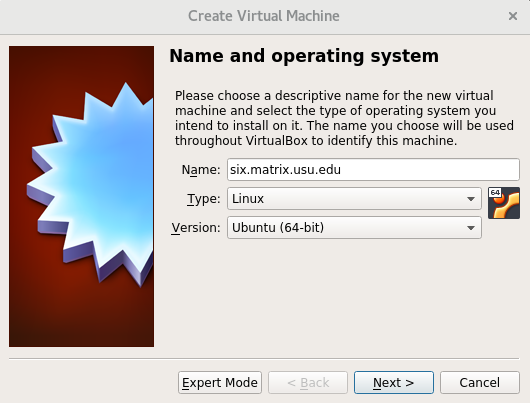 Create Virtual Machine
Name and operating system
Please choose a descriptive name for the new virtual
machine and select the type of operating system you
intend to install on it. The name you choose will be used
throughout VirtualBox to identify this machine.
Name: six.matrix.usu.edu
Type: Linux
64
Version: Ubuntu (64-bit)
Expert Mode < Back Next > Cancel